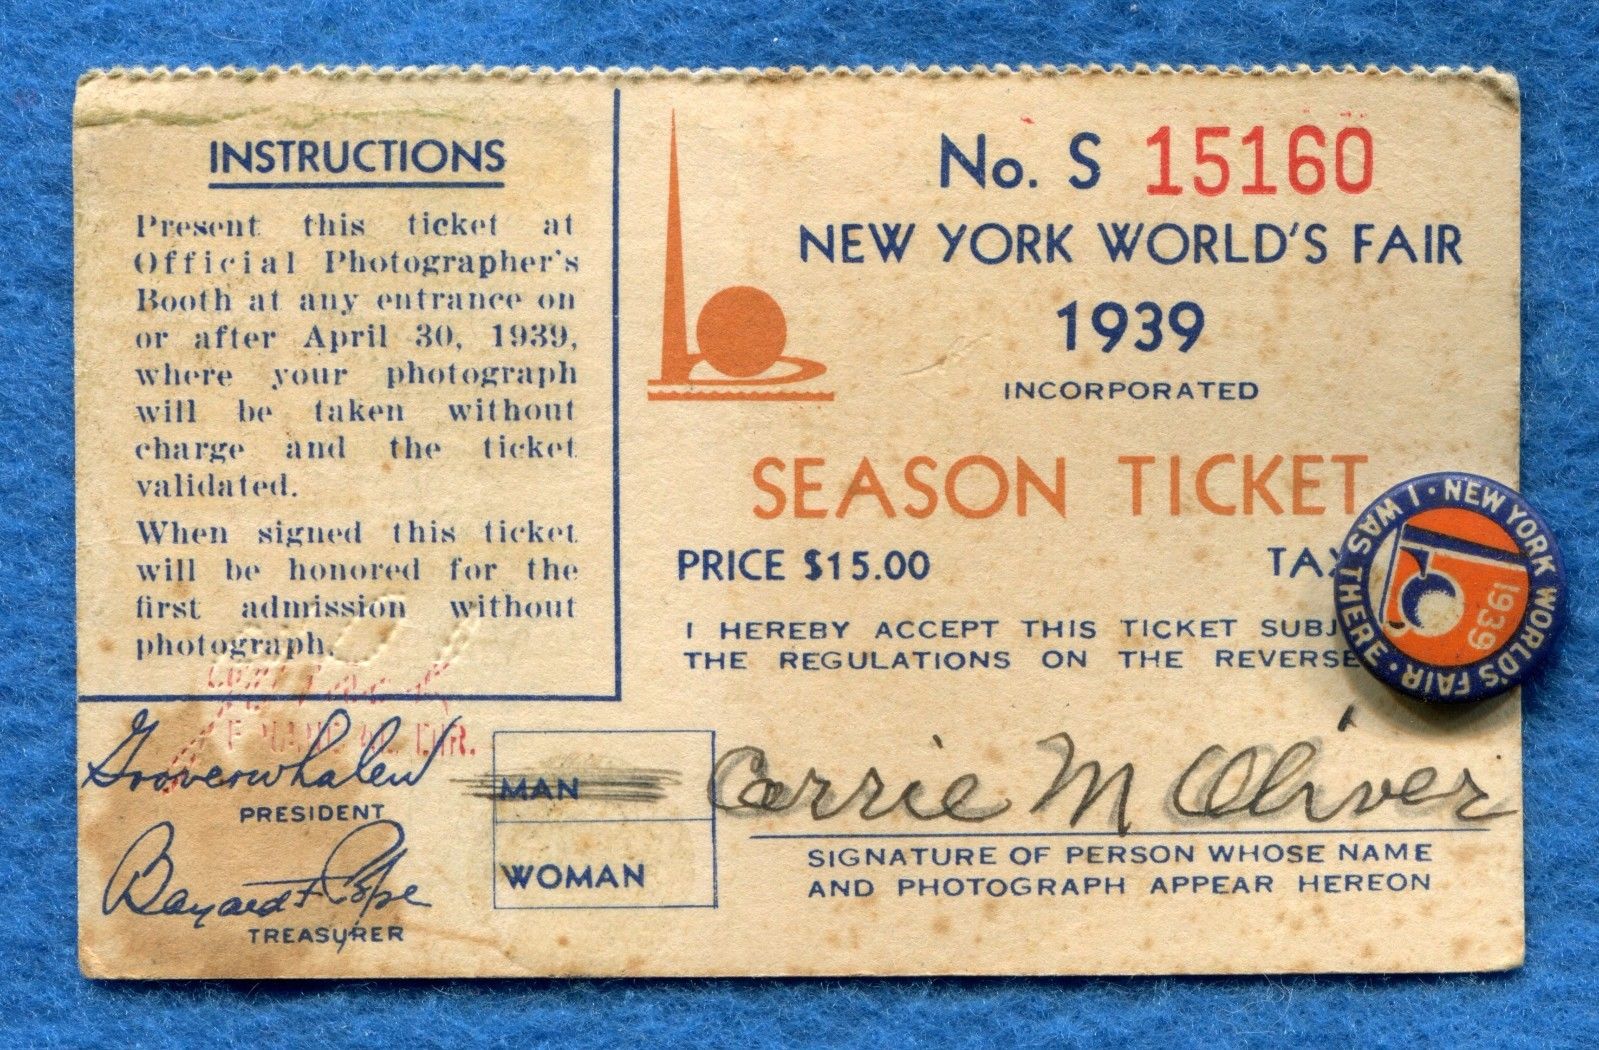 INSTRUCTIONS
Present this ticket at
Official Photographer's
Booth at any entrance on
or after April 30, 1939,
where your photograph
will be taken without
charge and the ticket
validated.
When signed this ticket
will be honored for the
first admission without
photograph.
Grover Whalen
PRESIDENT
Bayard F. Pope
TREASURER
MAN
WOMAN
No. S 15160
NEW YORK WORLD'S FAIR
1939
INCORPORATED
SEASON TICKET
PRICE $15.00 TAX
I HEREBY ACCEPT THIS TICKET SUBJ
THE REGULATIONS ON THE REVERSE
Carrie M Oliver
SIGNATURE OF PERSON WHOSE NAME
AND PHOTOGRAPH APPEAR HEREON
I WAS THERE · NEW YORK WORLD'S FAIR ·
1939